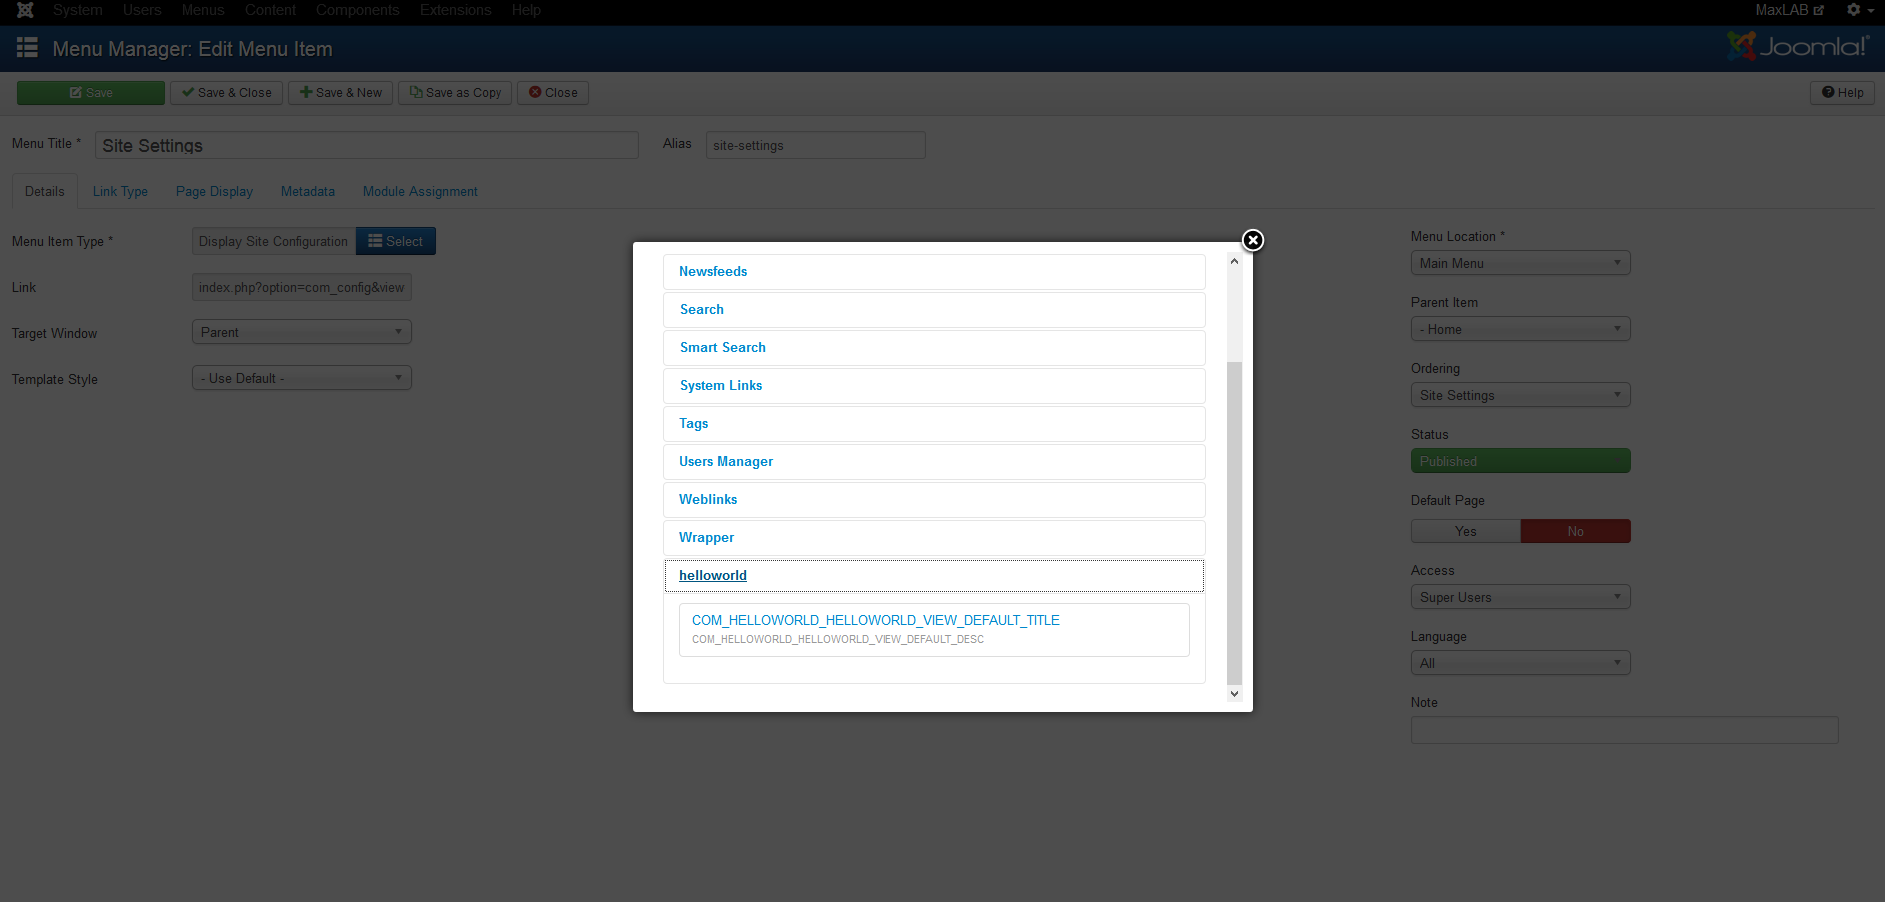 System Users Menus Content Components Extensions Help MaxLAB
Menu Manager: Edit Menu Item Joomla!®
Save Save & Close Save & New Save as Copy Close Help
Menu Title * Site Settings Alias site-settings
Details Link Type Page Display Metadata Module Assignment
Menu Item Type * Display Site Configuration Select
Link index.php?option=com_config&view
Target Window Parent
Template Style - Use Default -
Newsfeeds
Search
Smart Search
System Links
Tags
Users Manager
Weblinks
Wrapper
helloworld
COM_HELLOWORLD_HELLOWORLD_VIEW_DEFAULT_TITLE
COM_HELLOWORLD_HELLOWORLD_VIEW_DEFAULT_DESC
Menu Location *
Main Menu
Parent Item
- Home
Ordering
Site Settings
Status
Published
Default Page
Yes No
Access
Super Users
Language
All
Note